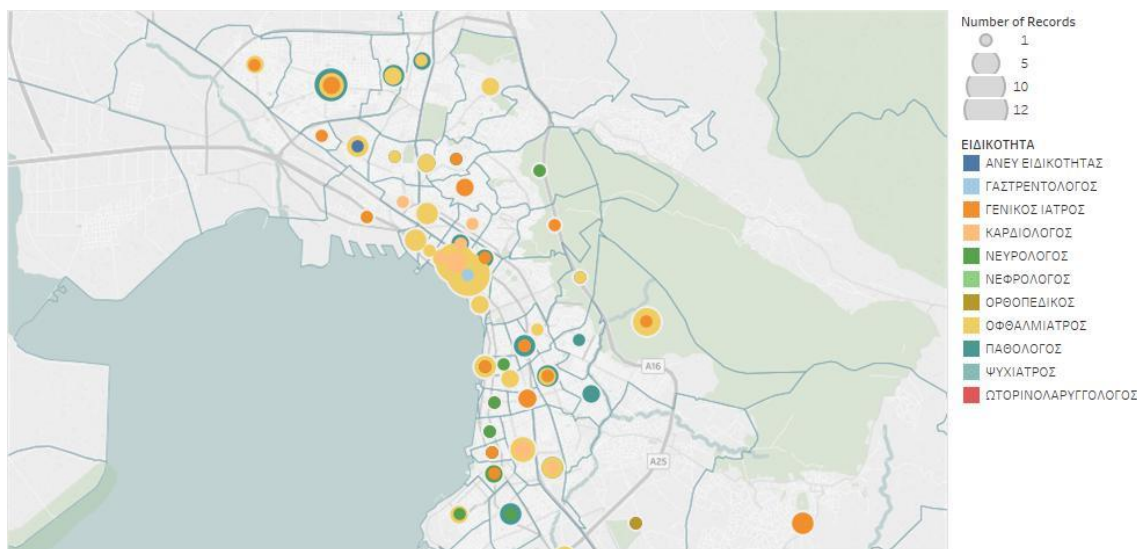 Number of Records
1
5
10
12
ΕΙΔΙΚΟΤΗΤΑ
ΑΝΕΥ ΕΙΔΙΚΟΤΗΤΑΣ
ΓΑΣΤΡΕΝΤΟΛΟΓΟΣ
ΓΕΝΙΚΟΣ ΙΑΤΡΟΣ
ΚΑΡΔΙΟΛΟΓΟΣ
ΝΕΥΡΟΛΟΓΟΣ
ΝΕΦΡΟΛΟΓΟΣ
ΟΡΘΟΠΕΔΙΚΟΣ
ΟΦΘΑΛΜΙΑΤΡΟΣ
ΠΑΘΟΛΟΓΟΣ
ΨΥΧΙΑΤΡΟΣ
ΩΤΟΡΙΝΟΛΑΡΥΓΓΟΛΟΓΟΣ
A16
A25